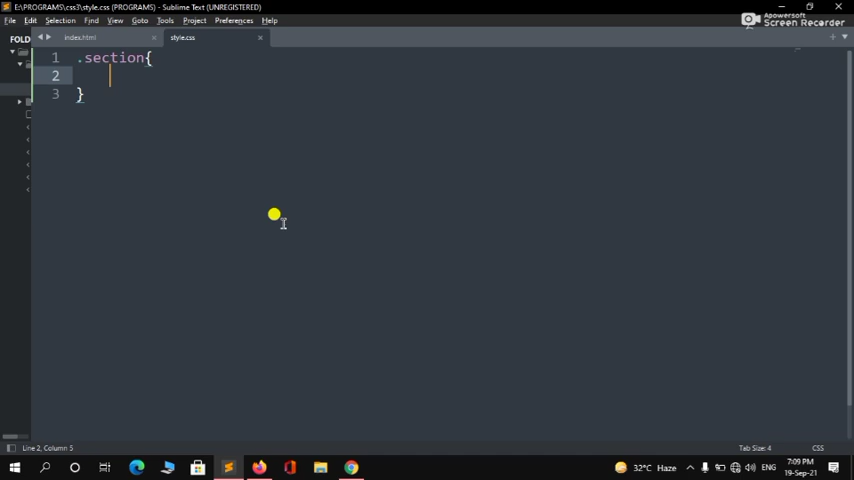 E:\PROGRAMS\css3\style.css (PROGRAMS) - Sublime Text (UNREGISTERED)
File Edit Selection Find View Goto Tools Project Preferences Help
Apowersoft
Screen Recorder
FOLD
index.html
style.css
1 .section{
2
3 }
Line 2, Column 5
Tab Size: 4
CSS
32°C Haze
ENG
7:09 PM
19-Sep-21